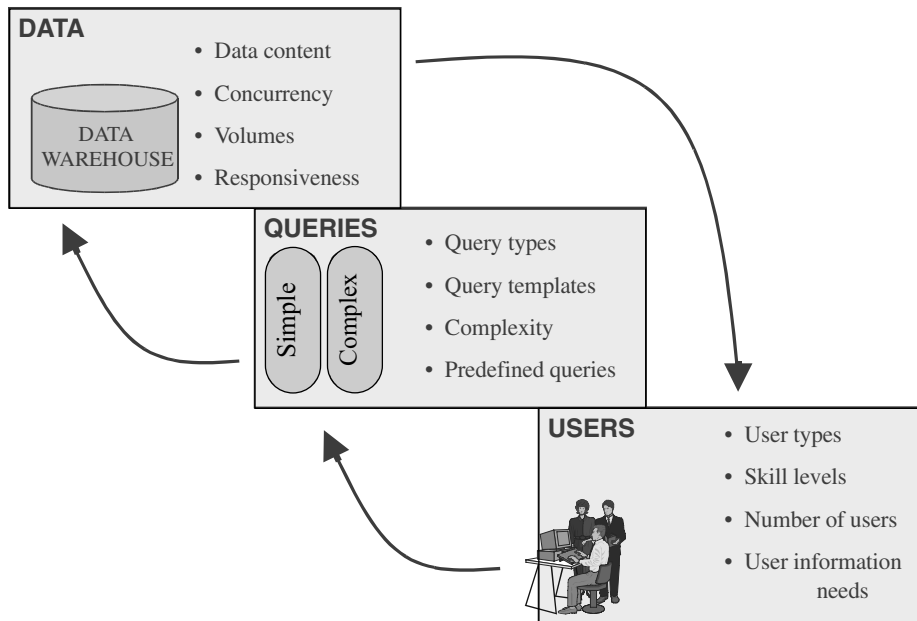 DATA
• Data content
• Concurrency
• Volumes
• Responsiveness
DATA
WAREHOUSE
QUERIES
• Query types
• Query templates
• Complexity
• Predefined queries
Simple
Complex
USERS
• User types
• Skill levels
• Number of users
• User information
needs